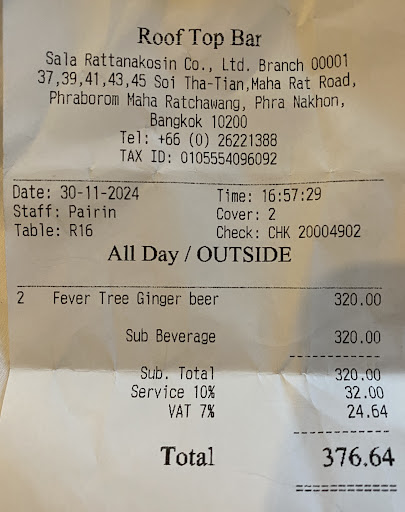 Roof Top Bar
Sala Rattanakosin Co., Ltd. Branch 00001
37,39,41,43,45 Soi Tha-Tian,Maha Rat Road,
Phraborom Maha Ratchawang, Phra Nakhon,
Bangkok 10200
Tel: +66 (0) 26221388
TAX ID: 0105554096092
Date: 30-11-2024 Time: 16:57:29
Staff: Pairin Cover: 2
Table: R16 Check: CHK 20004902
All Day / OUTSIDE
2 Fever Tree Ginger beer 320.00
Sub Beverage 320.00
Sub. Total 320.00
Service 10% 32.00
VAT 7% 24.64
Total 376.64